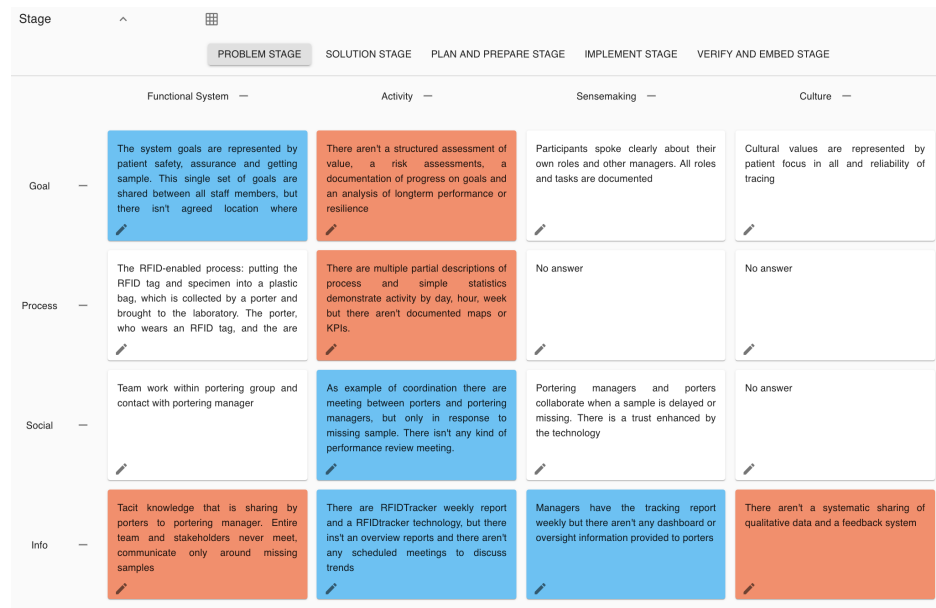 Stage
PROBLEM STAGE
SOLUTION STAGE
PLAN AND PREPARE STAGE
IMPLEMENT STAGE
VERIFY AND EMBED STAGE
Functional System
Activity
Sensemaking
Culture
Goal
The system goals are represented by
patient safety, assurance and getting
sample. This single set of goals are
shared between all staff members, but
there isn't agreed location where
There aren't a structured assessment of
value, a risk assessments, a
documentation of progress on goals and
an analysis of longterm performance or
resilience
Participants spoke clearly about their
own roles and other managers. All roles
and tasks are documented
Cultural values are represented by
patient focus in all and reliability of
tracing
Process
The RFID-enabled process: putting the
RFID tag and specimen into a plastic
bag, which is collected by a porter and
brought to the laboratory. The porter,
who wears an RFID tag, and the are
There are multiple partial descriptions of
process and simple statistics
demonstrate activity by day, hour, week
but there aren't documented maps or
KPIs.
No answer
No answer
Social
Team work within portering group and
contact with portering manager
As example of coordination there are
meeting between porters and portering
managers, but only in response to
missing sample. There isn't any kind of
performance review meeting.
Portering managers and porters
collaborate when a sample is delayed or
missing. There is a trust enhanced by
the technology
No answer
Info
Tacit knowledge that is sharing by
porters to portering manager. Entire
team and stakeholders never meet,
communicate only around missing
samples
There are RFIDTracker weekly report
and a RFIDtracker technology, but there
ins't an overview reports and there aren't
any scheduled meetings to discuss
trends
Managers have the tracking report
weekly but there aren't any dashboard or
oversight information provided to porters
There aren't a systematic sharing of
qualitative data and a feedback system